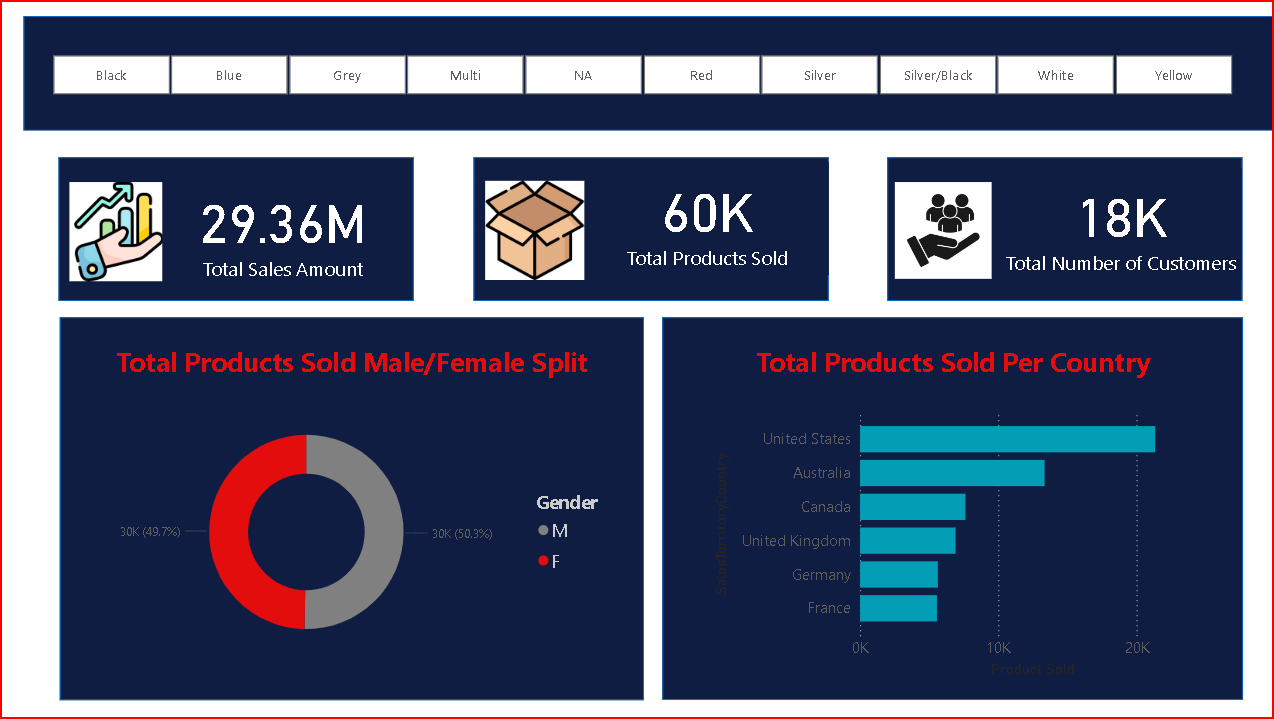 Black Blue Grey Multi NA Red Silver Silver/Black White Yellow
29.36M
Total Sales Amount
60K
Total Products Sold
18K
Total Number of Customers
Total Products Sold Male/Female Split
30K (49.7%)
30K (50.3%)
Gender
M
F
Total Products Sold Per Country
SalesTerritoryCountry
United States
Australia
Canada
United Kingdom
Germany
France
0K 10K 20K
Product Sold